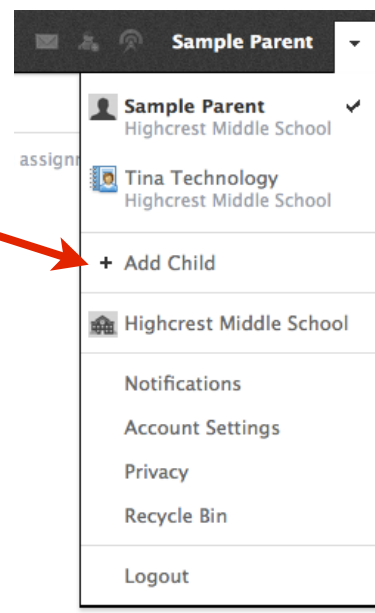 Sample Parent
Sample Parent
Highcrest Middle School
Tina Technology
Highcrest Middle School
+ Add Child
Highcrest Middle School
Notifications
Account Settings
Privacy
Recycle Bin
Logout